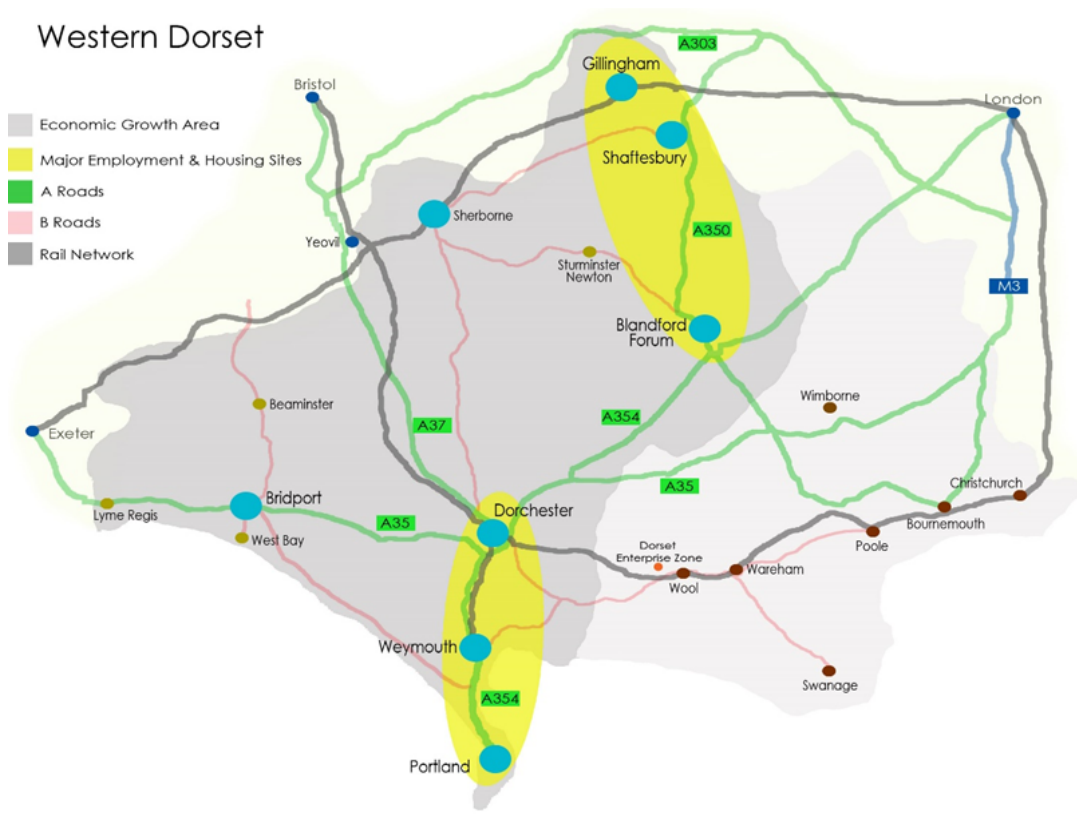 Western Dorset
Economic Growth Area
Major Employment & Housing Sites
A Roads
B Roads
Rail Network
A303
Gillingham
Bristol
London
Shaftesbury
Sherborne
A350
Yeovil
Sturminster
Newton
M3
Blandford
Forum
Wimborne
Beaminster
A354
A37
Exeter
Christchurch
A35
Bridport
Lyme Regis
Dorchester
A35
Bournemouth
West Bay
Poole
Dorset
Enterprise Zone
Wareham
Wool
Weymouth
Swanage
A354
Portland